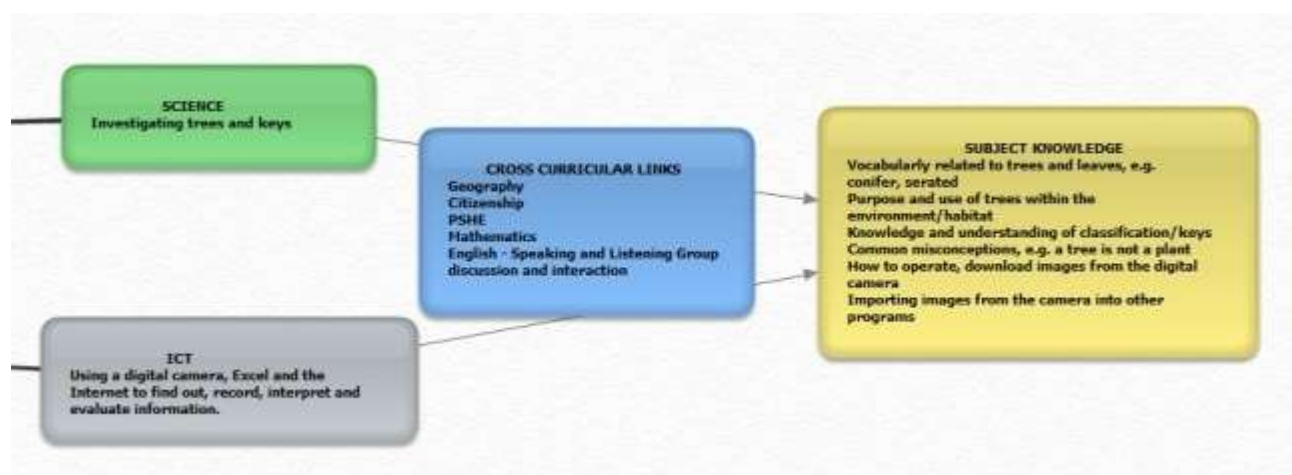 SCIENCE
Investigating trees and keys
CROSS CURRICULAR LINKS
Geography
Citizenship
PSHE
Mathematics
English - Speaking and Listening Group
discussion and interaction
SUBJECT KNOWLEDGE
Vocabularly related to trees and leaves, e.g.
conifer, serated
Purpose and use of trees within the
environment/habitat
Knowledge and understanding of classification/keys
Common misconceptions, e.g. a tree is not a plant
How to operate, download images from the digital
camera
Importing images from the camera into other
programs
ICT
Using a digital camera, Excel and the
Internet to find out, record, interpret and
evaluate information.